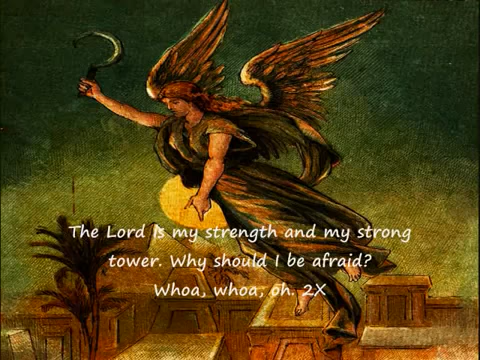 The Lord is my strength and my strong
tower. Why should I be afraid?
Whoa, whoa, oh. 2X